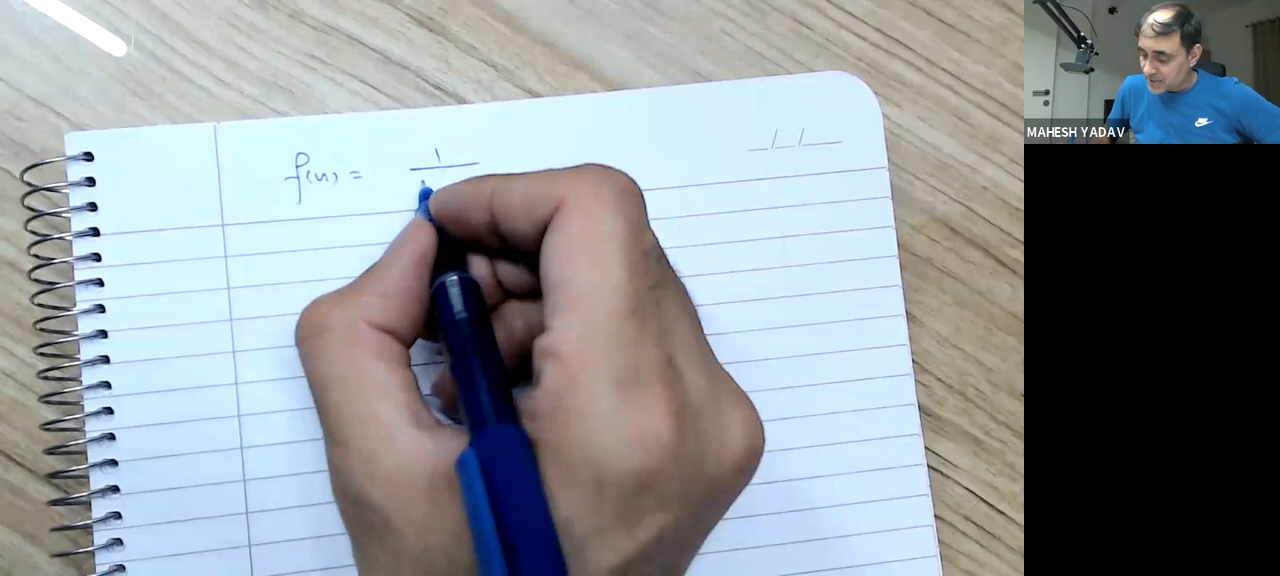 f(x) = 1
_/_/_
MAHESH YADAV